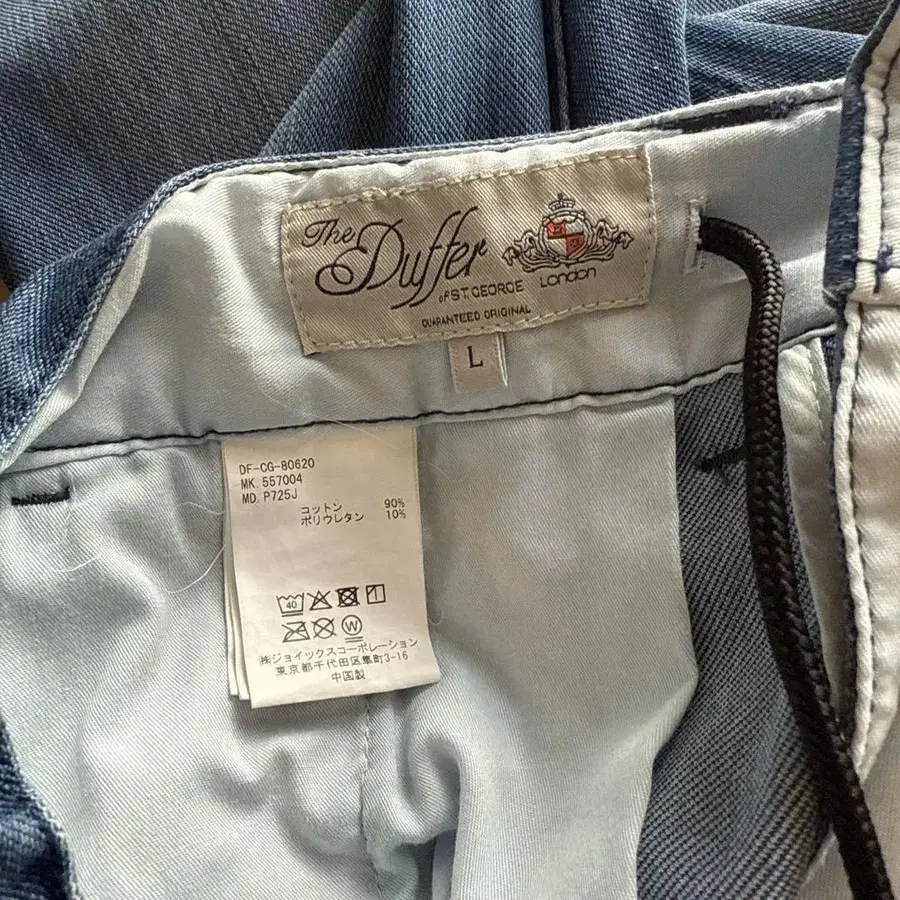 The Duffer
of ST. GEORGE London
GUARANTEED ORIGINAL
L
DF-CG-80620
MK. 557004
MD. P725J
コットン 90%
ポリウレタン 10%
40
W
㈱ジョイックスコーポレーション
東京都千代田区隼町3-16
中国製